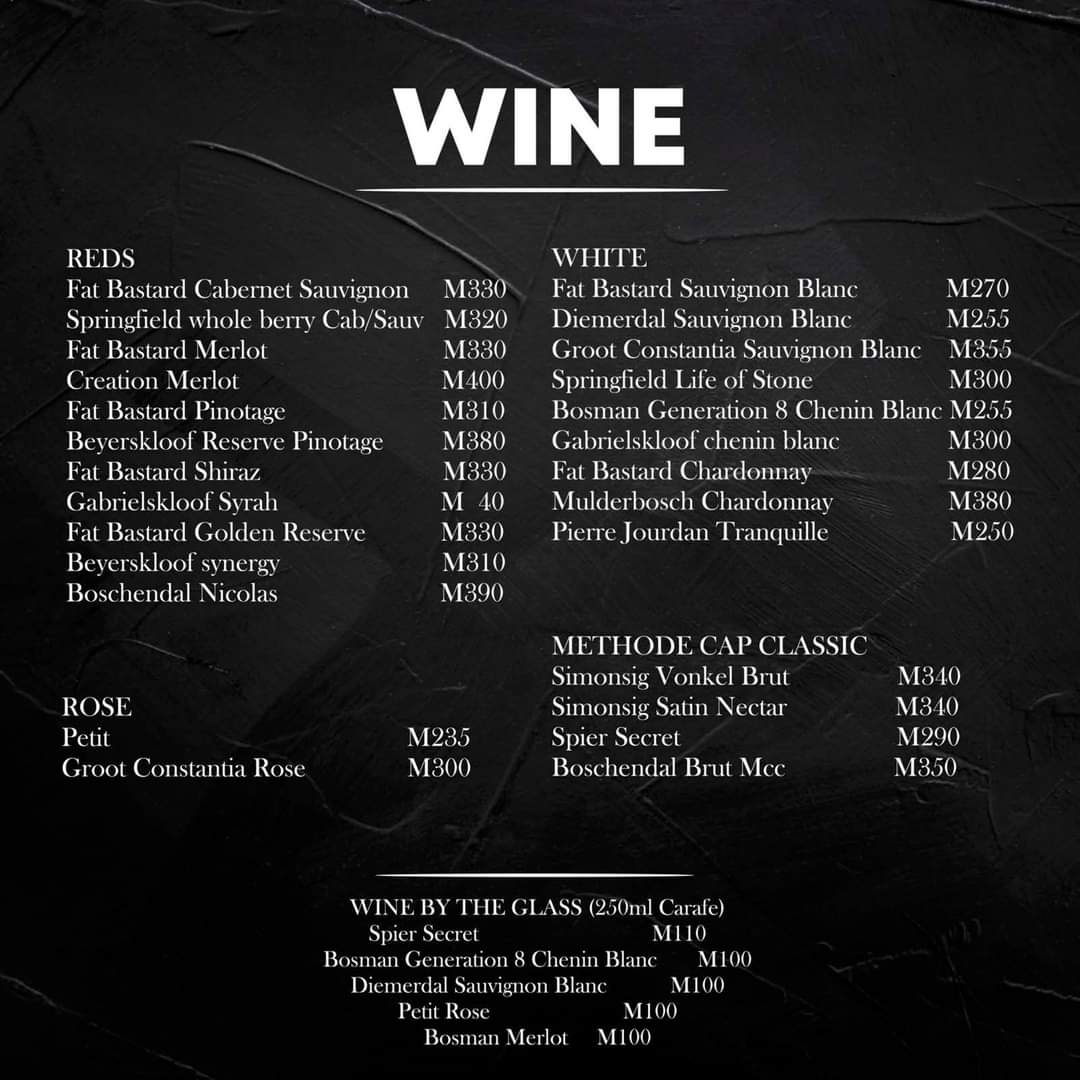 WINE
REDS
Fat Bastard Cabernet Sauvignon M330
Springfield whole berry Cab/Sauv M320
Fat Bastard Merlot M330
Creation Merlot M400
Fat Bastard Pinotage M310
Beyerskloof Reserve Pinotage M380
Fat Bastard Shiraz M330
Gabrielskloof Syrah M 40
Fat Bastard Golden Reserve M330
Beyerskloof synergy M310
Boschendal Nicolas M390
ROSE
Petit M235
Groot Constantia Rose M300
WHITE
Fat Bastard Sauvignon Blanc M270
Diemerdal Sauvignon Blanc M255
Groot Constantia Sauvignon Blanc M355
Springfield Life of Stone M300
Bosman Generation 8 Chenin Blanc M255
Gabrielskloof chenin blanc M300
Fat Bastard Chardonnay M280
Mulderbosch Chardonnay M380
Pierre Jourdan Tranquille M250
METHODE CAP CLASSIC
Simonsig Vonkel Brut M340
Simonsig Satin Nectar M340
Spier Secret M290
Boschendal Brut Mcc M350
WINE BY THE GLASS (250ml Carafe)
Spier Secret M110
Bosman Generation 8 Chenin Blanc M100
Diemerdal Sauvignon Blanc M100
Petit Rose M100
Bosman Merlot M100